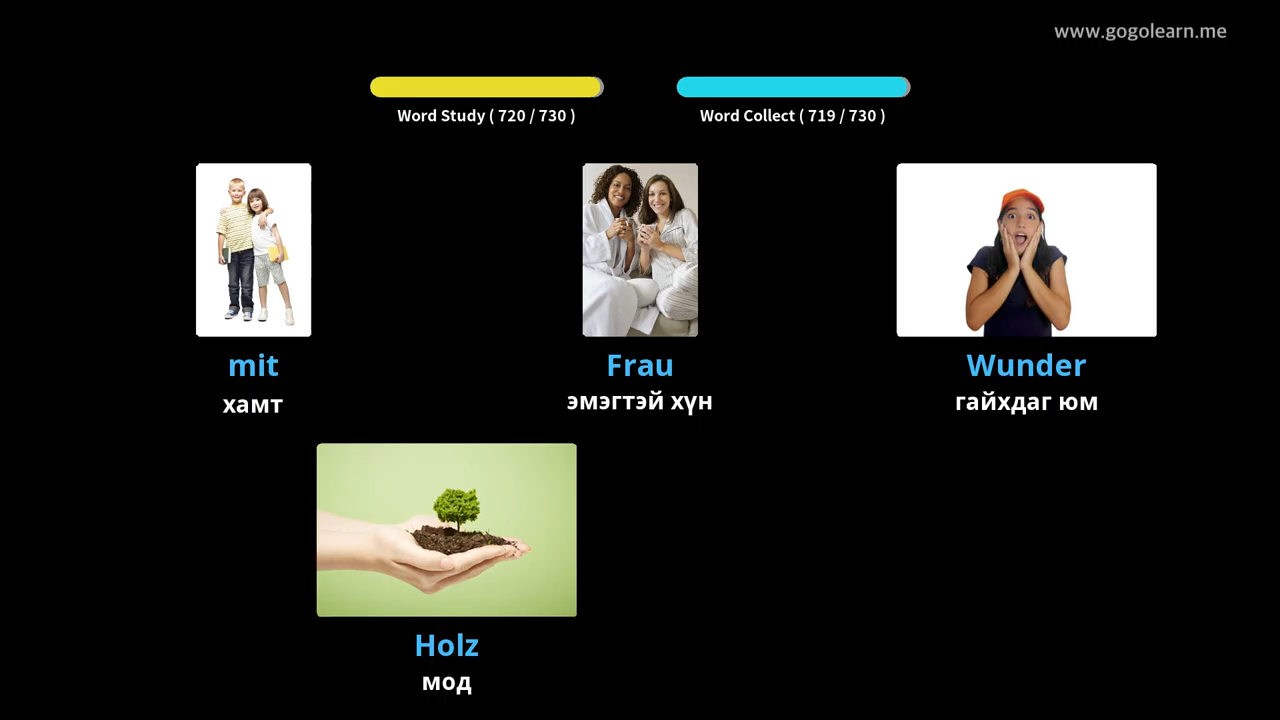 www.gogolearn.me
Word Study ( 720 / 730 )
Word Collect ( 719 / 730 )
mit
хамт
Frau
эмэгтэй хүн
Wunder
гайхдаг юм
Holz
мод